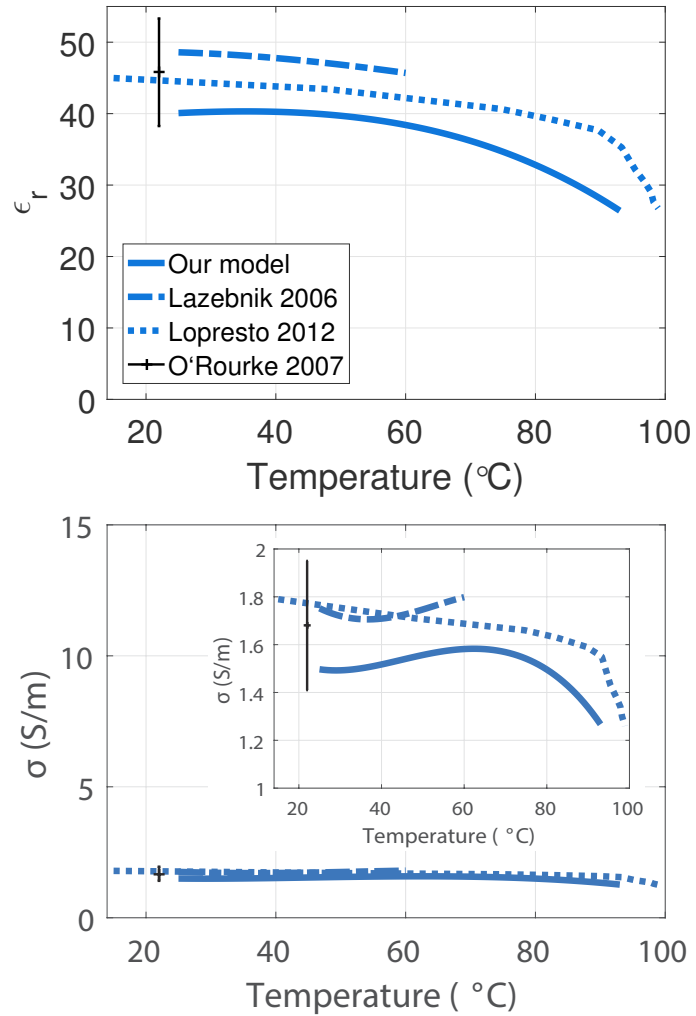 50
40
30
20
10
0
ϵr
Our model
Lazebnik 2006
Lopresto 2012
O‘Rourke 2007
20 40 60 80 100
Temperature (°C)
15
10
5
0
σ (S/m)
2
1.8
1.6
1.4
1.2
1
σ (S/m)
20 40 60 80 100
Temperature ( °C)
20 40 60 80 100
Temperature ( °C)